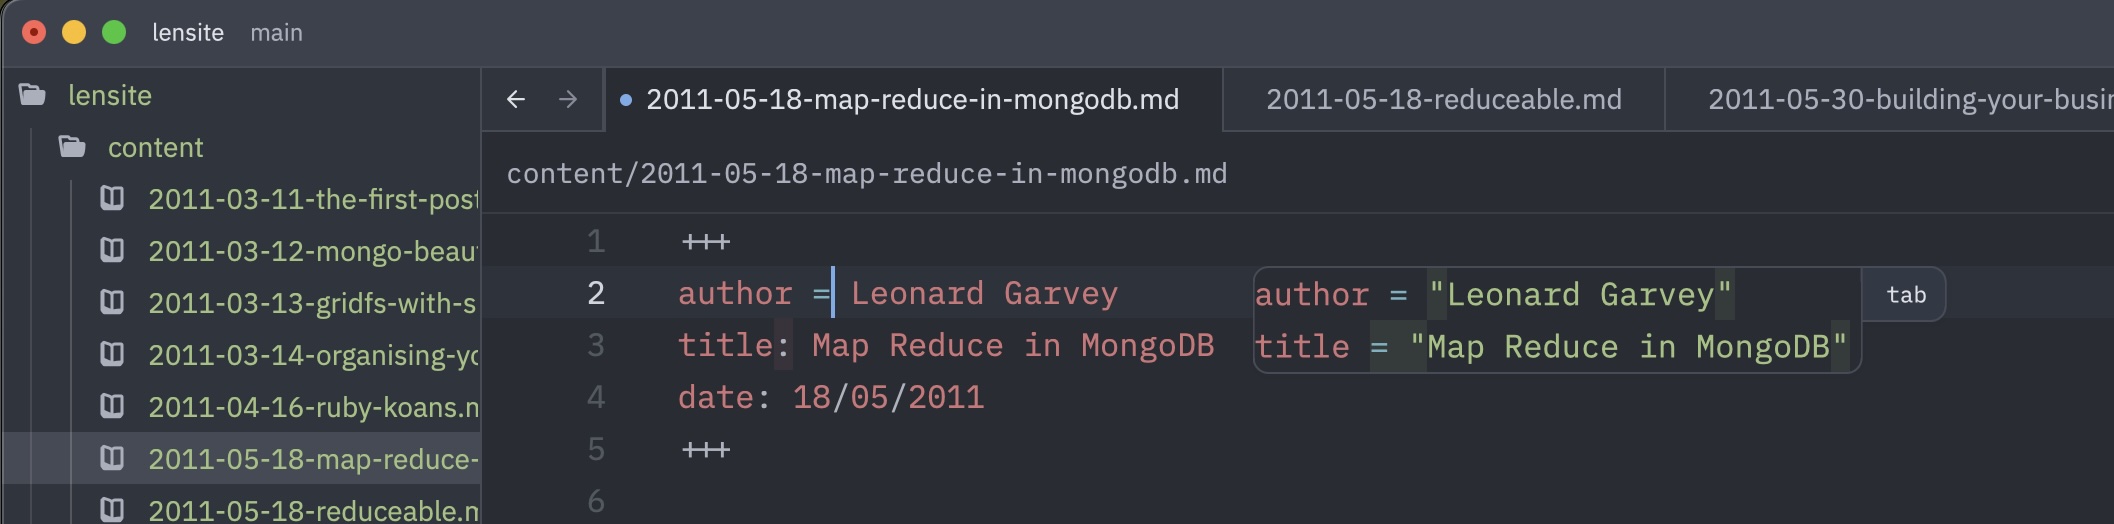 lensite main
lensite
content
2011-03-11-the-first-post
2011-03-12-mongo-beau
2011-03-13-gridfs-with-s
2011-03-14-organising-yo
2011-04-16-ruby-koans.m
2011-05-18-map-reduce-
2011-05-18-reduceable.m
2011-05-18-map-reduce-in-mongodb.md
2011-05-18-reduceable.md
2011-05-30-building-your-busin
content/2011-05-18-map-reduce-in-mongodb.md
1 +++
2 author = Leonard Garvey
3 title: Map Reduce in MongoDB
4 date: 18/05/2011
5 +++
6
author = "Leonard Garvey"
title = "Map Reduce in MongoDB"
tab